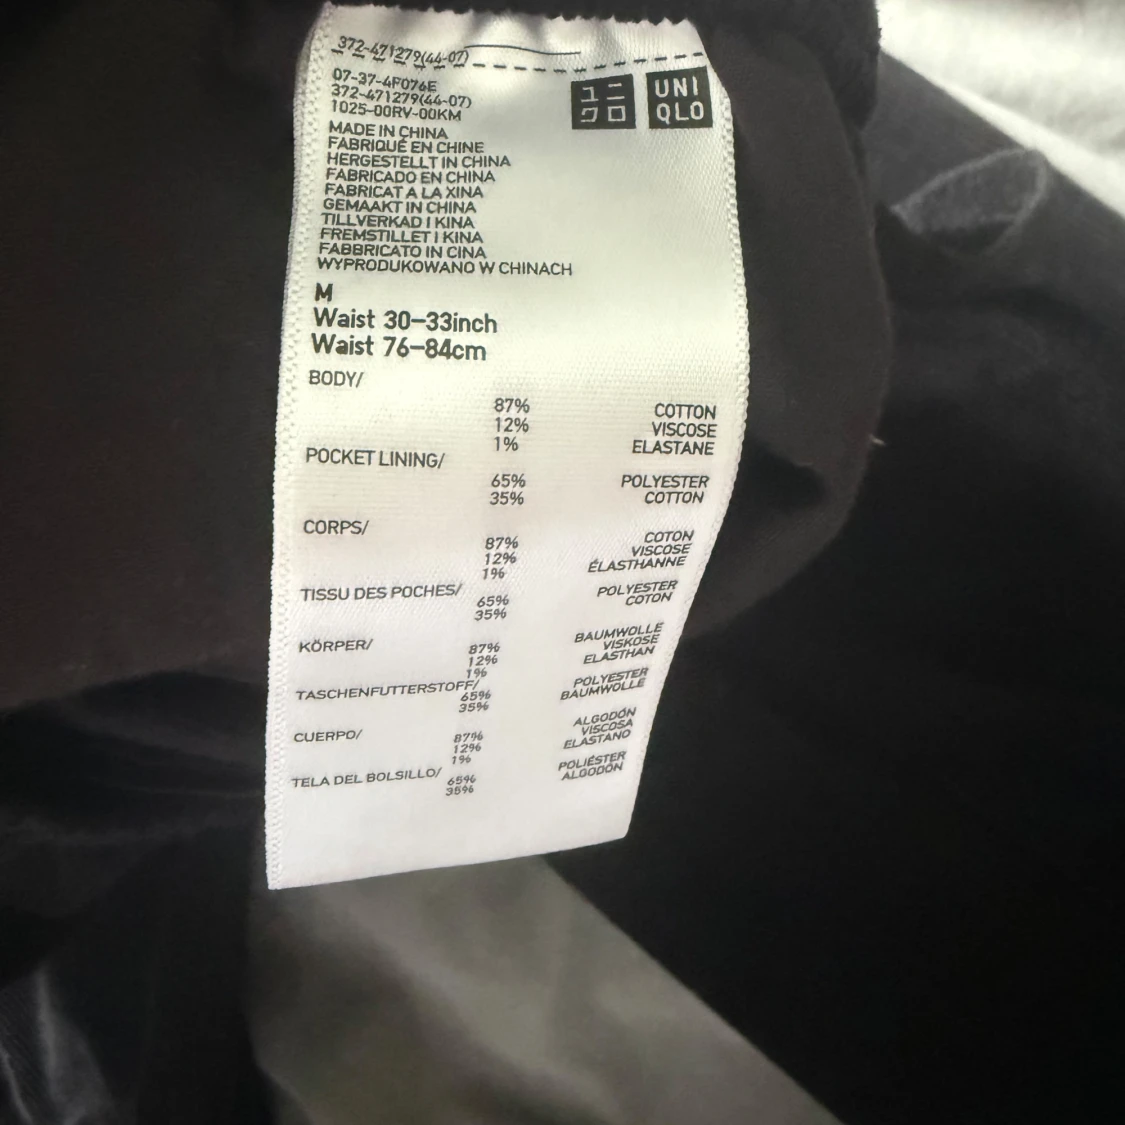 372-471279(44-07)
ユニクロ
UNIQLO
07-37-4F076E
372-471279(44-07)
1025-00RV-00KM
MADE IN CHINA
FABRIQUÉ EN CHINE
HERGESTELLT IN CHINA
FABRICADO EN CHINA
FABRICAT A LA XINA
GEMAAKT IN CHINA
TILLVERKAD I KINA
FREMSTILLET I KINA
FABBRICATO IN CINA
WYPRODUKOWANO W CHINACH
M
Waist 30-33inch
Waist 76-84cm
BODY/
87% COTTON
12% VISCOSE
1% ELASTANE
POCKET LINING/
65% POLYESTER
35% COTTON
CORPS/
87% COTON
12% VISCOSE
1% ÉLASTHANNE
TISSU DES POCHES/
65% POLYESTER
35% COTON
KÖRPER/
87% BAUMWOLLE
12% VISKOSE
1% ELASTHAN
TASCHENFUTTERSTOFF/
65% POLYESTER
35% BAUMWOLLE
CUERPO/
87% ALGODÓN
12% VISCOSA
1% ELASTANO
TELA DEL BOLSILLO/
65% POLIÉSTER
35% ALGODÓN